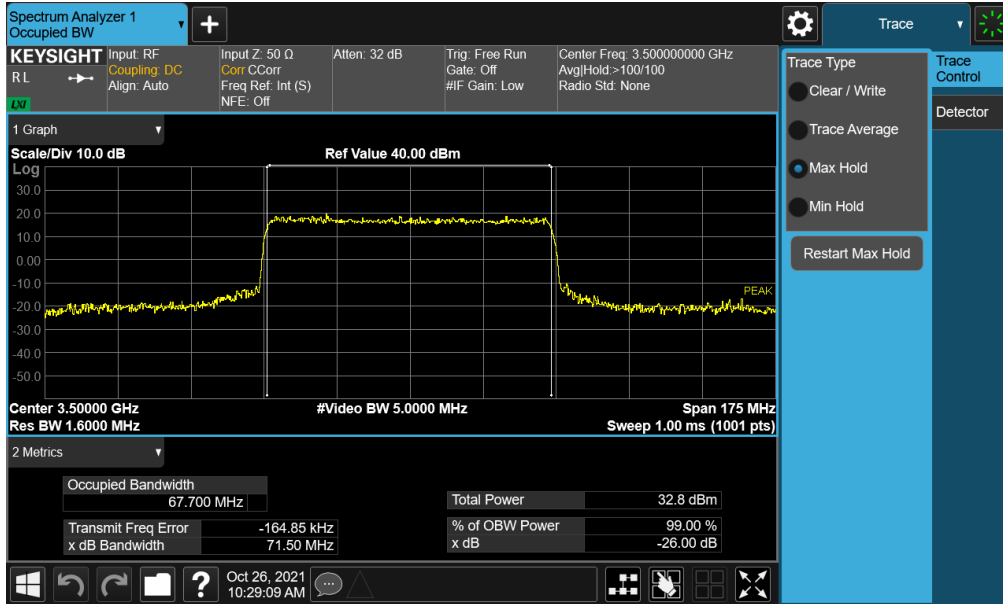 Spectrum Analyzer 1
Occupied BW
Trace
KEYSIGHT
R L
LXI
Input: RF
Coupling: DC
Align: Auto
Input Z: 50 Ω
Corr CCorr
Freq Ref: Int (S)
NFE: Off
Atten: 32 dB
Trig: Free Run
Gate: Off
#IF Gain: Low
Center Freq: 3.500000000 GHz
Avg|Hold:>100/100
Radio Std: None
Trace Type
Clear / Write
Trace Average
Max Hold
Min Hold
Restart Max Hold
Trace
Control
Detector
1 Graph
Scale/Div 10.0 dB
Ref Value 40.00 dBm
Log
30.0
20.0
10.0
0.00
-10.0
-20.0
-30.0
-40.0
-50.0
PEAK
Center 3.50000 GHz
#Video BW 5.0000 MHz
Span 175 MHz
Res BW 1.6000 MHz
Sweep 1.00 ms (1001 pts)
2 Metrics
Occupied Bandwidth
67.700 MHz
Transmit Freq Error -164.85 kHz
x dB Bandwidth 71.50 MHz
Total Power 32.8 dBm
% of OBW Power 99.00 %
x dB -26.00 dB
?
Oct 26, 2021
10:29:09 AM